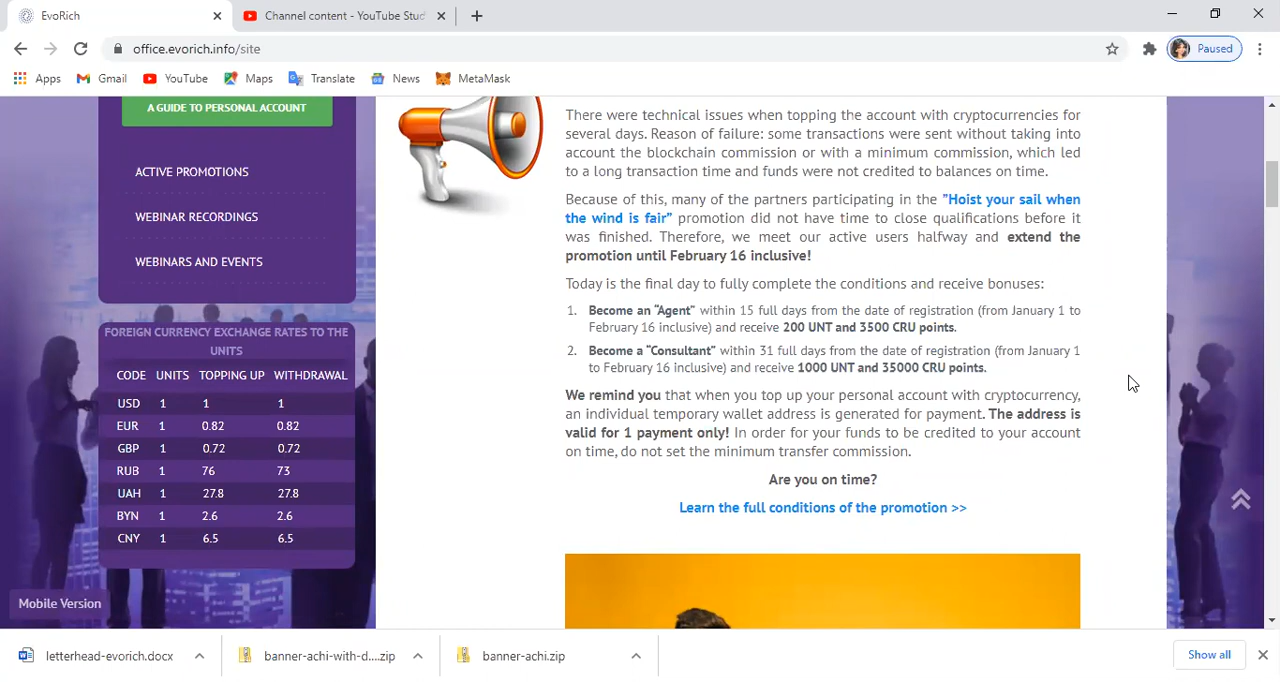 EvoRich
Channel content - YouTube Stud
office.evorich.info/site
Paused
Apps
Gmail
YouTube
Maps
Translate
News
MetaMask
A GUIDE TO PERSONAL ACCOUNT
ACTIVE PROMOTIONS
WEBINAR RECORDINGS
WEBINARS AND EVENTS
FOREIGN CURRENCY EXCHANGE RATES TO THE
UNITS
CODE UNITS TOPPING UP WITHDRAWAL
USD 1 1 1
EUR 1 0.82 0.82
GBP 1 0.72 0.72
RUB 1 76 73
UAH 1 27.8 27.8
BYN 1 2.6 2.6
CNY 1 6.5 6.5
Mobile Version
There were technical issues when topping the account with cryptocurrencies for
several days. Reason of failure: some transactions were sent without taking into
account the blockchain commission or with a minimum commission, which led
to a long transaction time and funds were not credited to balances on time.
Because of this, many of the partners participating in the "Hoist your sail when
the wind is fair" promotion did not have time to close qualifications before it
was finished. Therefore, we meet our active users halfway and extend the
promotion until February 16 inclusive!
Today is the final day to fully complete the conditions and receive bonuses:
1. Become an "Agent" within 15 full days from the date of registration (from January 1 to
February 16 inclusive) and receive 200 UNT and 3500 CRU points.
2. Become a "Consultant" within 31 full days from the date of registration (from January 1
to February 16 inclusive) and receive 1000 UNT and 35000 CRU points.
We remind you that when you top up your personal account with cryptocurrency,
an individual temporary wallet address is generated for payment. The address is
valid for 1 payment only! In order for your funds to be credited to your account
on time, do not set the minimum transfer commission.
Are you on time?
Learn the full conditions of the promotion >>
letterhead-evorich.docx
banner-achi-with-d....zip
banner-achi.zip
Show all